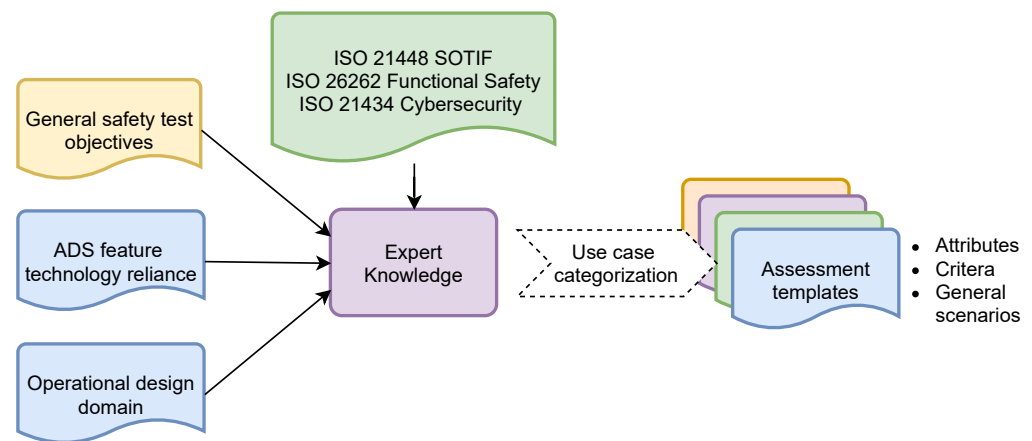 ISO 21448 SOTIF
ISO 26262 Functional Safety
ISO 21434 Cybersecurity
General safety test
objectives
ADS feature
technology reliance
Operational design
domain
Expert
Knowledge
Use case
categorization
Assessment
templates
• Attributes
• Critera
• General
scenarios